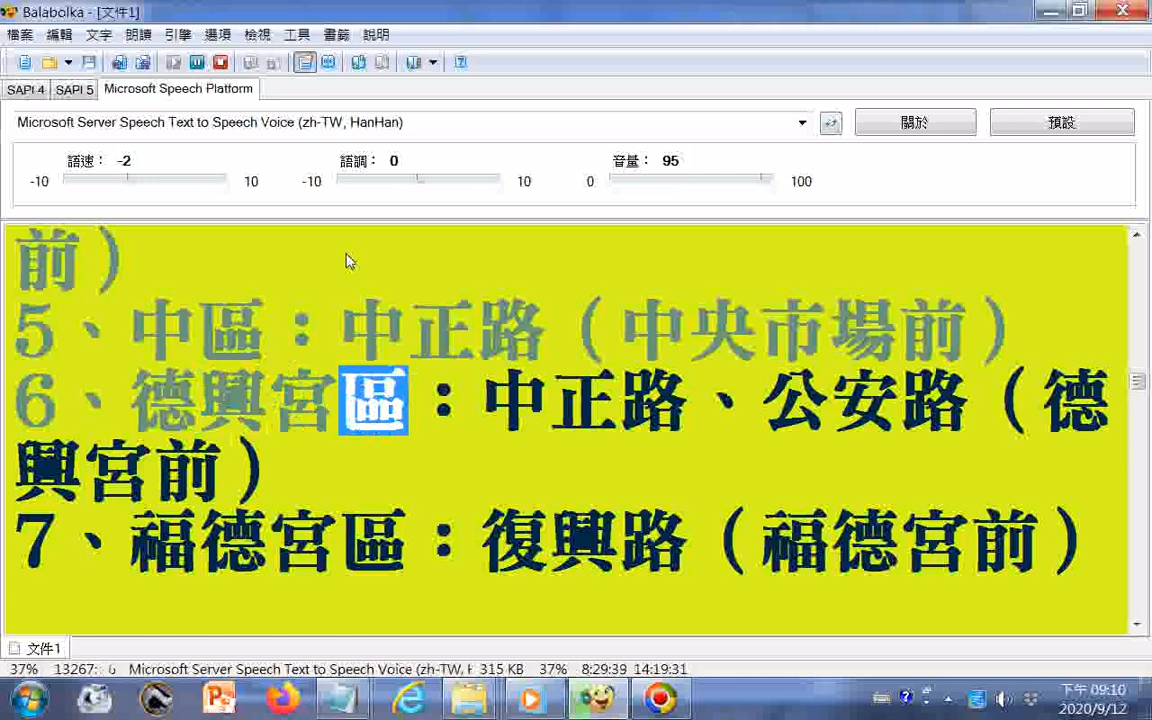 Balabolka - [文件1]
檔案 編輯 文字 朗讀 引擎 選項 檢視 工具 書籤 說明
SAPI 4 SAPI 5 Microsoft Speech Platform
Microsoft Server Speech Text to Speech Voice (zh-TW, HanHan) 關於 預設
語速： -2 語調： 0 音量： 95
-10 10 -10 10 0 100
前）
5、中區：中正路（中央市場前）
6、德興宮區：中正路、公安路（德
興宮前）
7、福德宮區：復興路（福德宮前）
文件1
37% 13267: 6 Microsoft Server Speech Text to Speech Voice (zh-TW, H 315 KB 37% 8:29:39 14:19:31
下午 09:10
2020/9/12